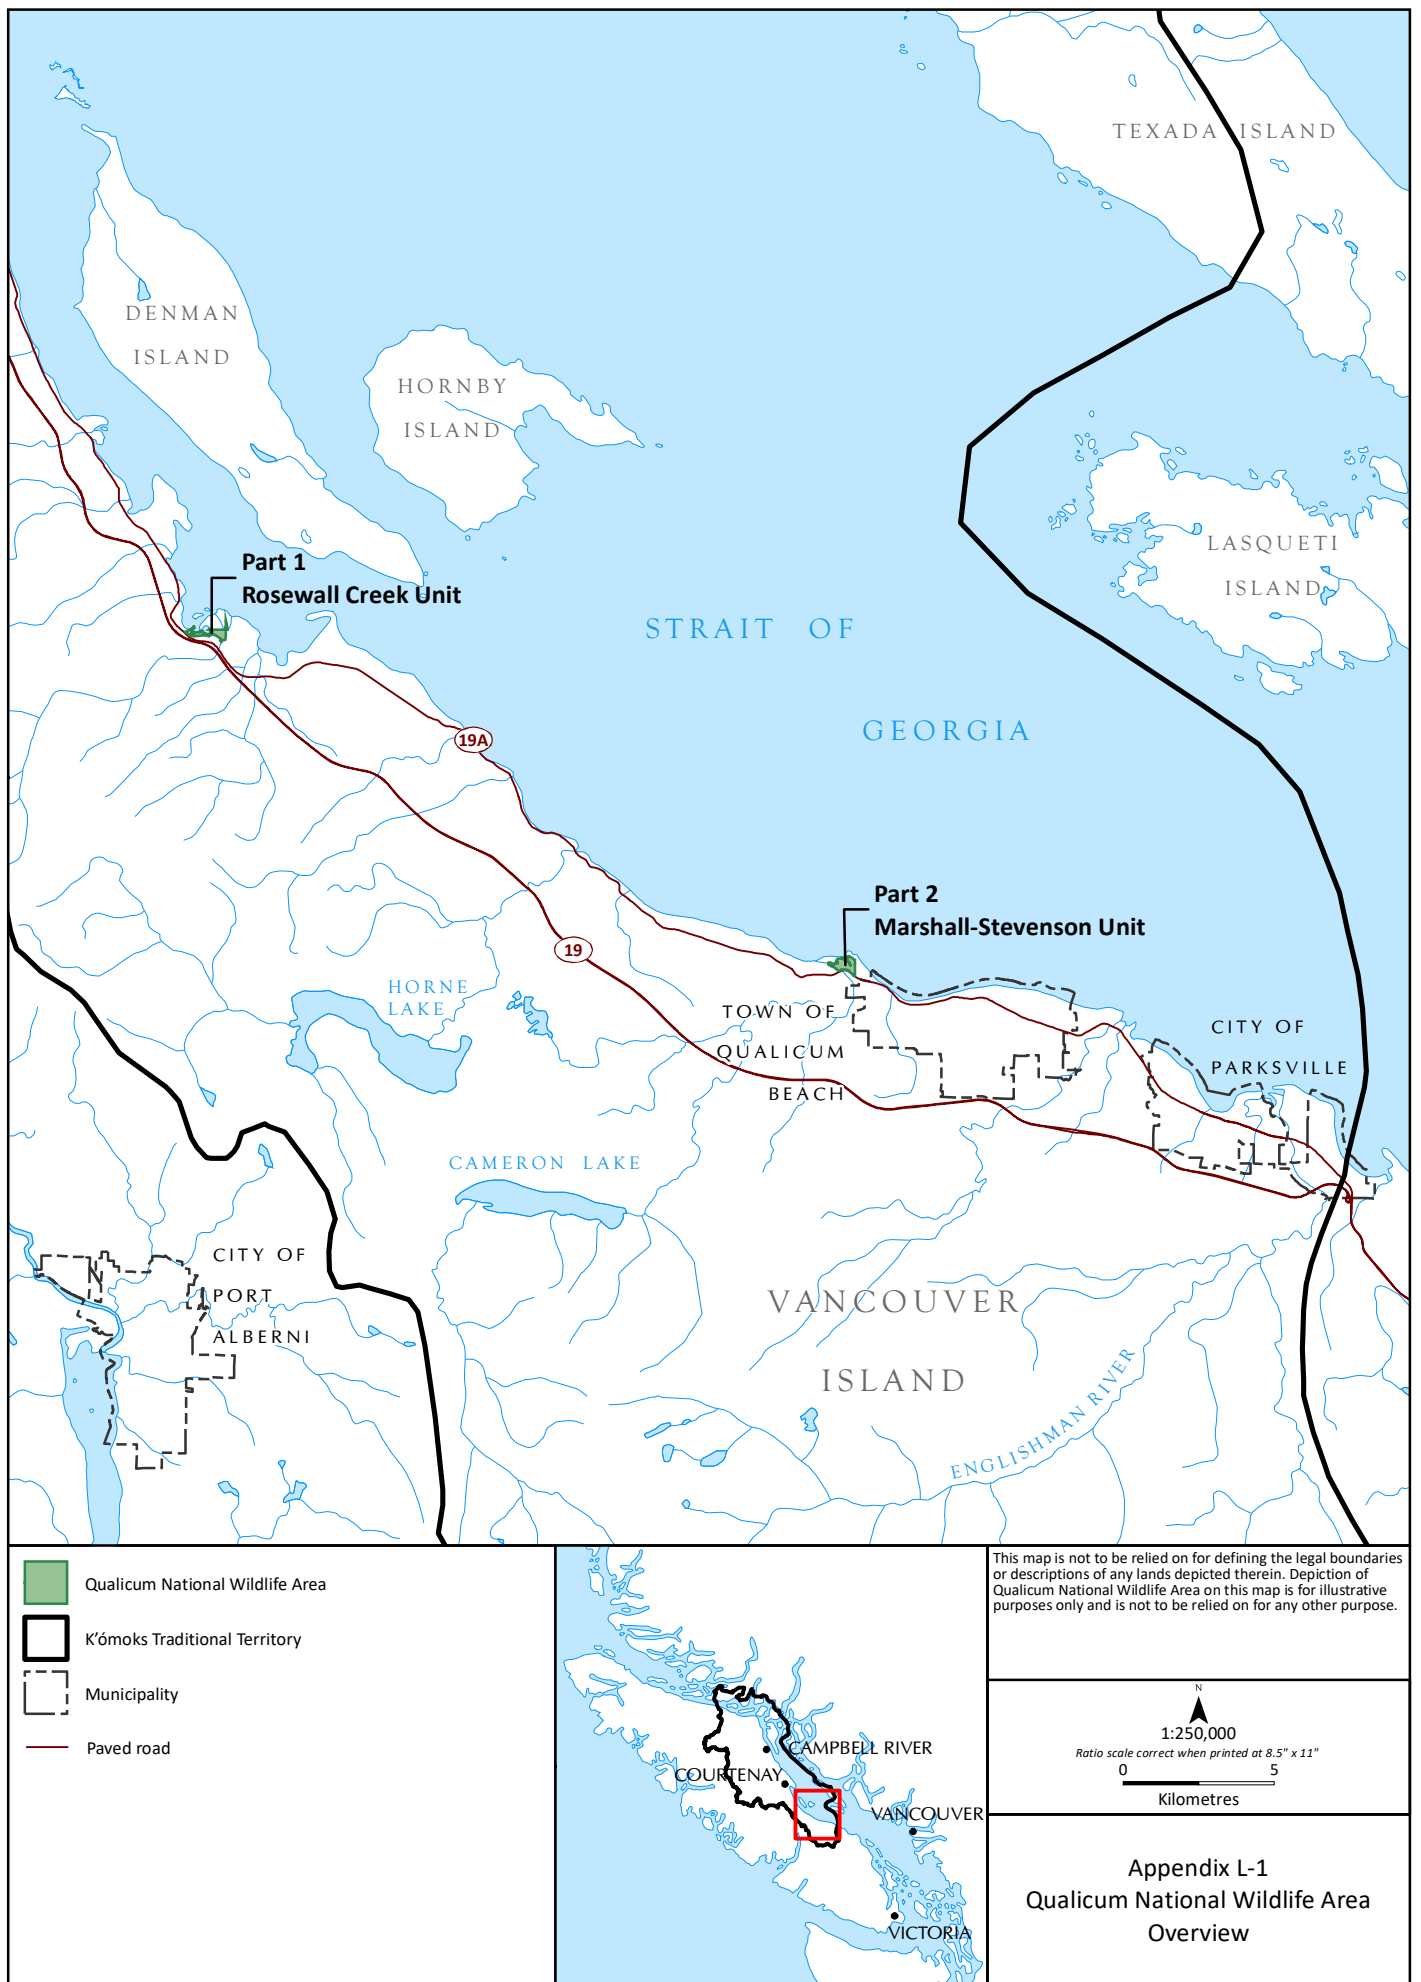 TEXADA ISLAND
DENMAN
ISLAND
HORNBY
ISLAND
LASQUETI
ISLAND
Part 1
Rosewall Creek Unit
STRAIT OF
GEORGIA
19A
Part 2
Marshall-Stevenson Unit
19
HORNE
LAKE
TOWN OF
QUALICUM
BEACH
CITY OF
PARKSVILLE
CAMERON LAKE
CITY OF
PORT
ALBERNI
VANCOUVER
ISLAND
ENGLISHMAN RIVER
Qualicum National Wildlife Area
K'ómoks Traditional Territory
Municipality
Paved road
CAMPBELL RIVER
COURTENAY
VANCOUVER
VICTORIA
This map is not to be relied on for defining the legal boundaries
or descriptions of any lands depicted therein. Depiction of
Qualicum National Wildlife Area on this map is for illustrative
purposes only and is not to be relied on for any other purpose.
N
1:250,000
Ratio scale correct when printed at 8.5" x 11"
0 5
Kilometres
Appendix L-1
Qualicum National Wildlife Area
Overview